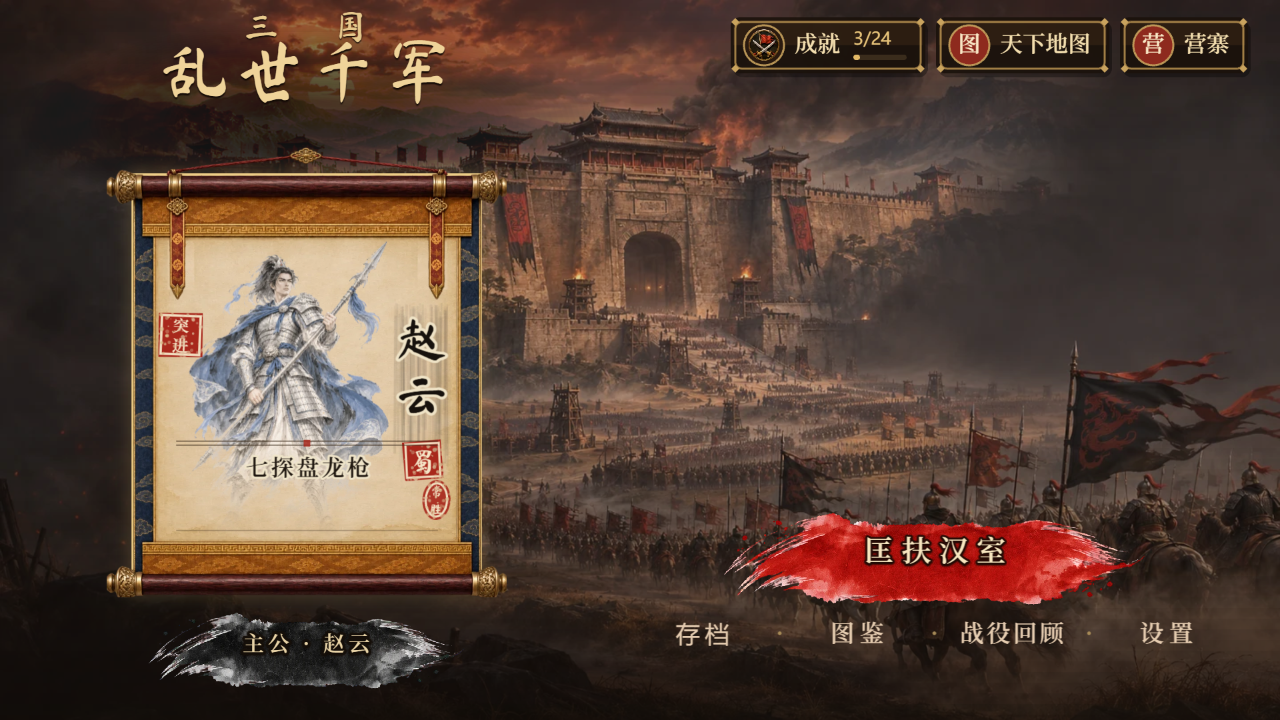 三国
乱世千军
成就 3/24
图 天下地图
营 营寨
突进
赵云
七探盘龙枪
蜀
常胜
匡扶汉室
主公·赵云
存档 · 图鉴 · 战役回顾 · 设置